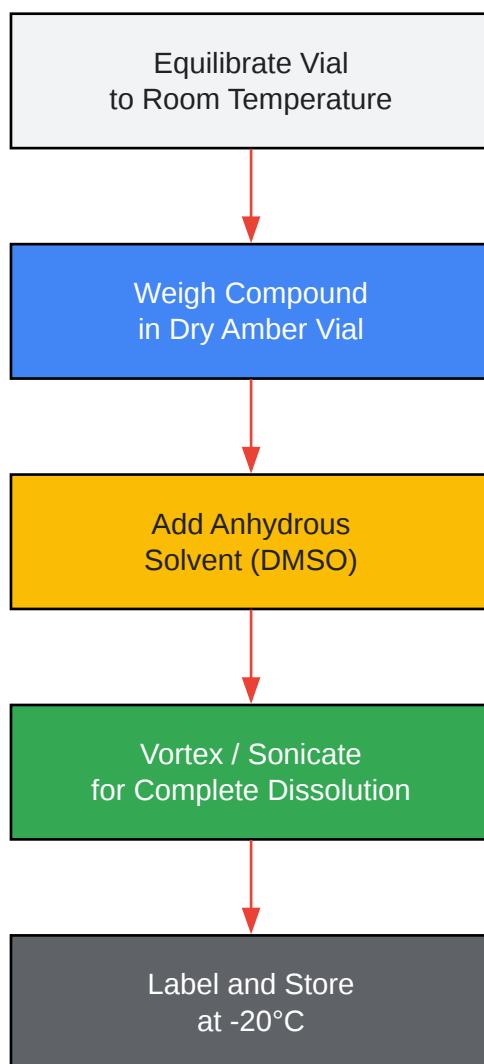 Equilibrate Vial
to Room Temperature
Weigh Compound
in Dry Amber Vial
Add Anhydrous
Solvent (DMSO)
Vortex / Sonicate
for Complete Dissolution
Label and Store
at -20°C